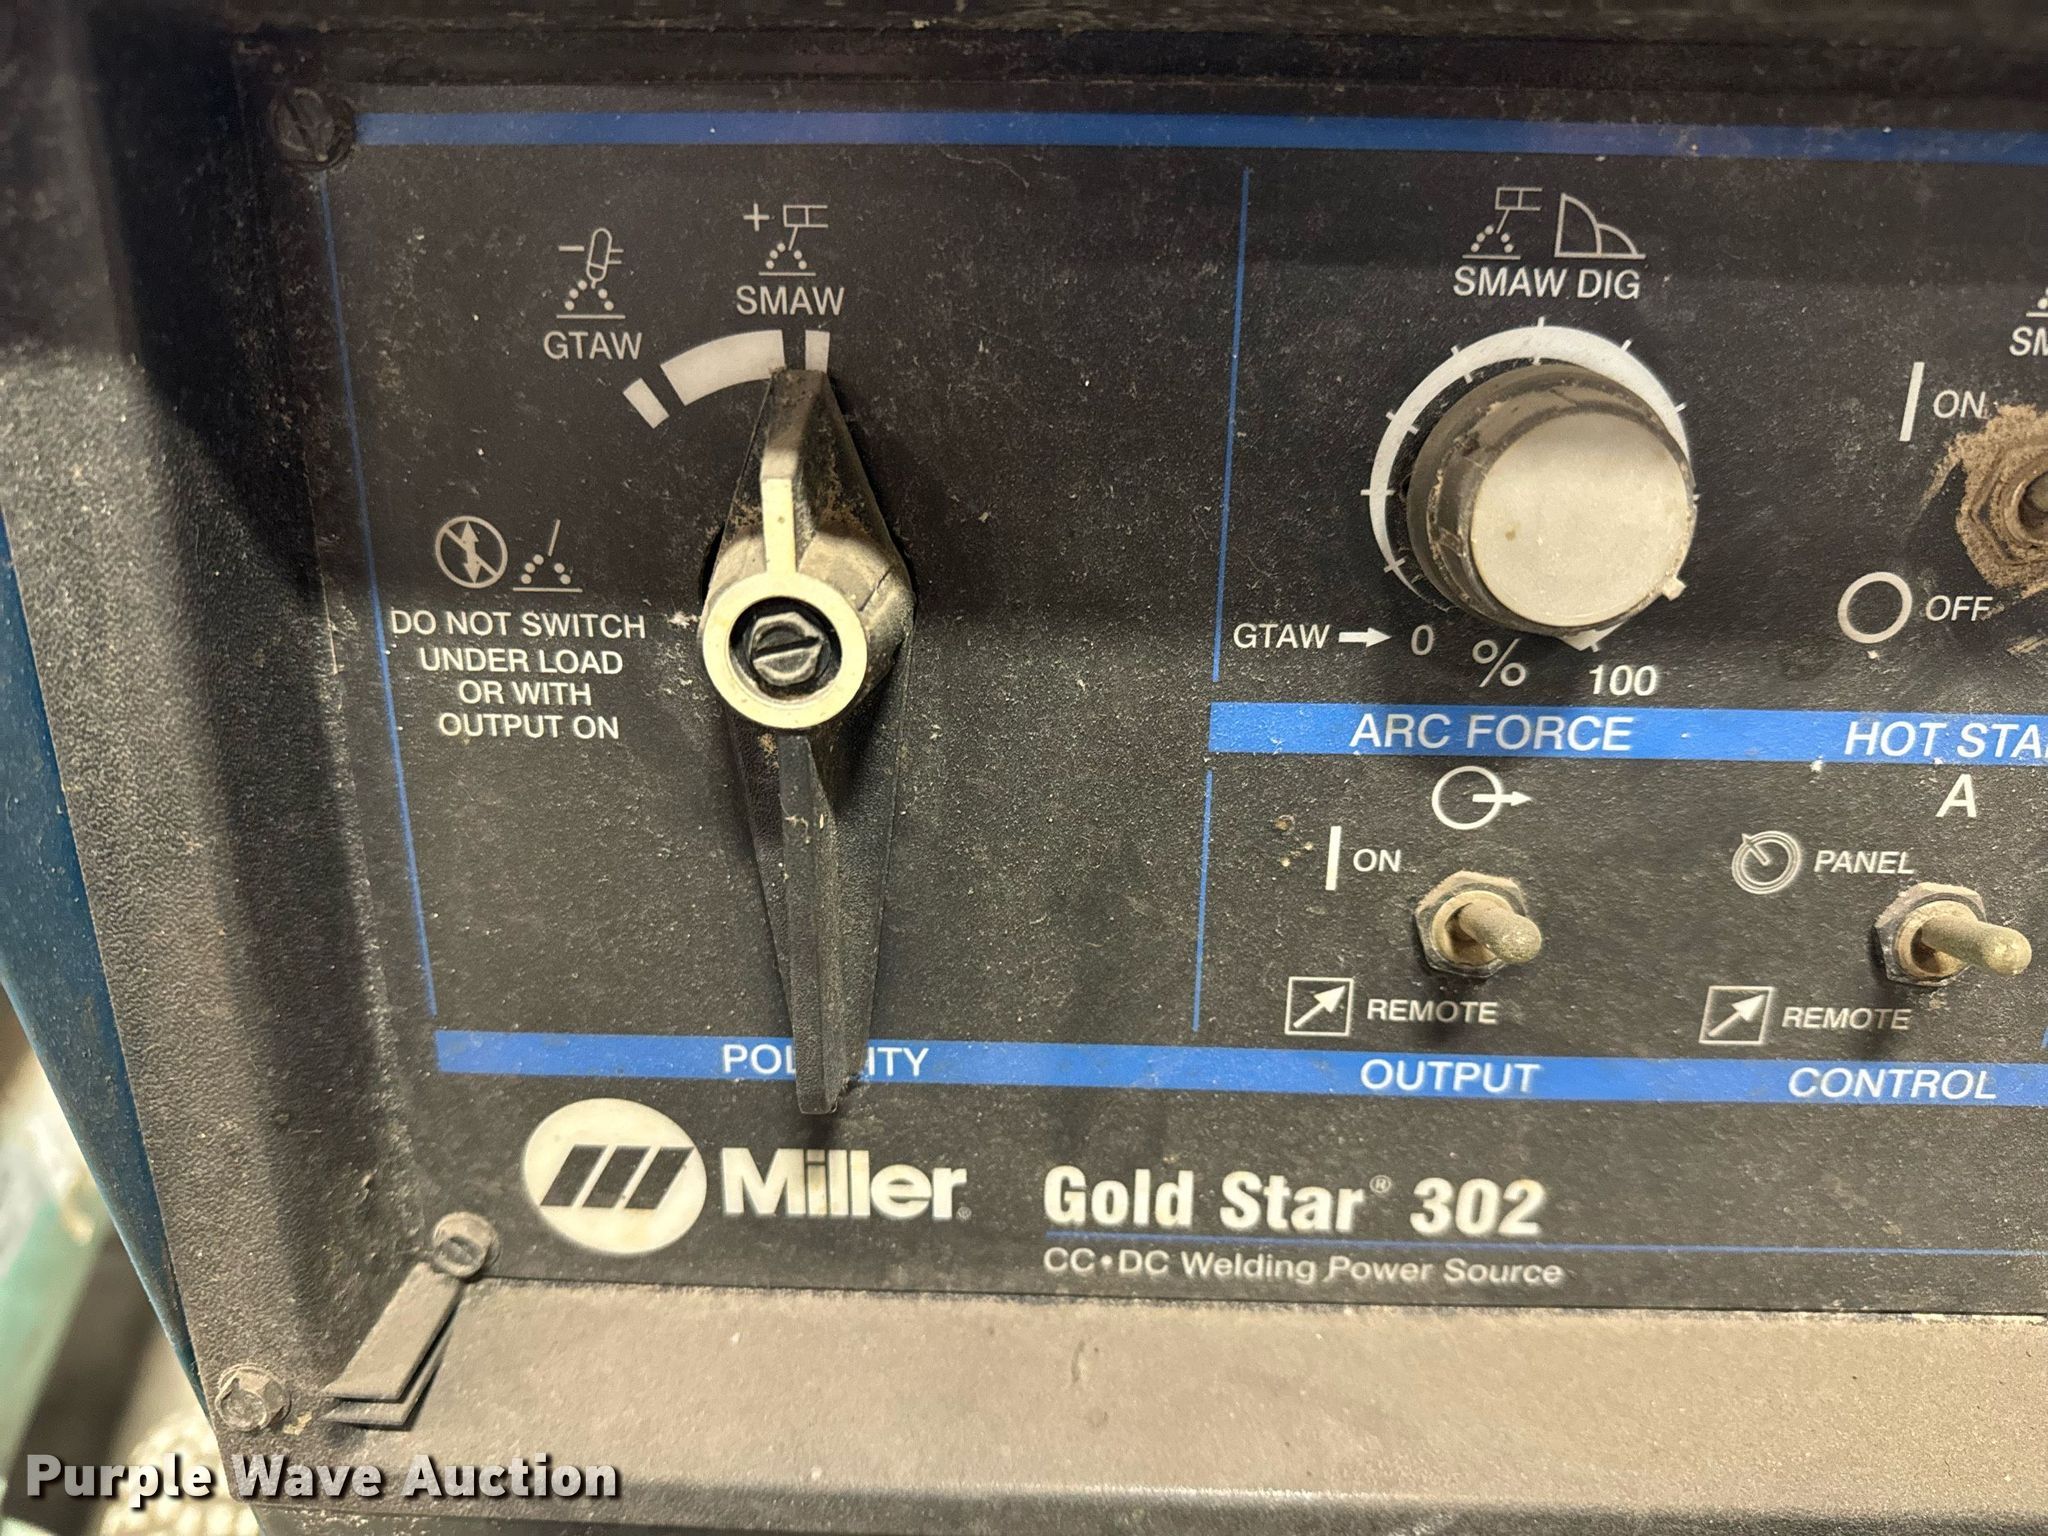 GTAW
+
SMAW
DO NOT SWITCH
UNDER LOAD
OR WITH
OUTPUT ON
SMAW DIG
GTAW → 0 % 100
ARC FORCE
ON
OFF
ON
REMOTE
OUTPUT
A
PANEL
REMOTE
CONTROL
Miller
Gold Star® 302
CC•DC Welding Power Source
Purple Wave Auction